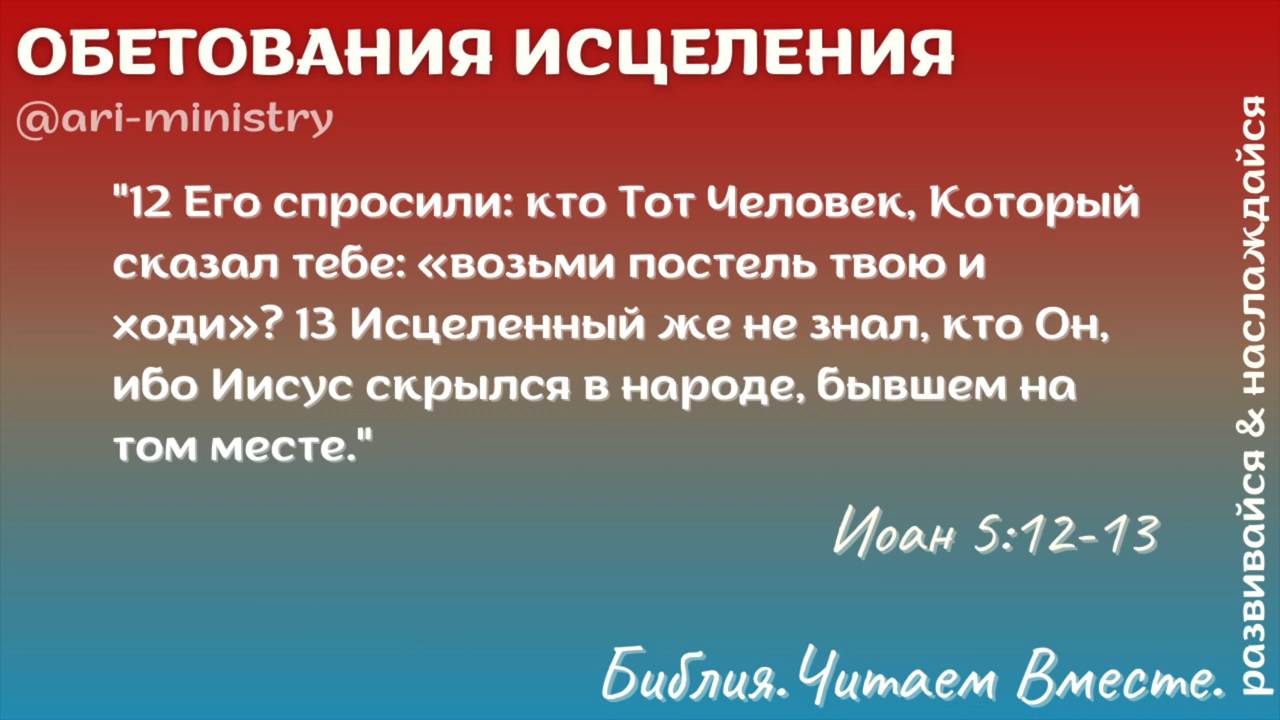 ОБЕТОВАНИЯ ИСЦЕЛЕНИЯ
@ari-ministry
"12 Его спросили: кто Тот Человек, Который
сказал тебе: «возьми постель твою и
ходи»? 13 Исцеленный же не знал, кто Он,
ибо Иисус скрылся в народе, бывшем на
том месте."
Иоан 5:12-13
Библия.Читаем Вместе.
развивайся & наслаждайся